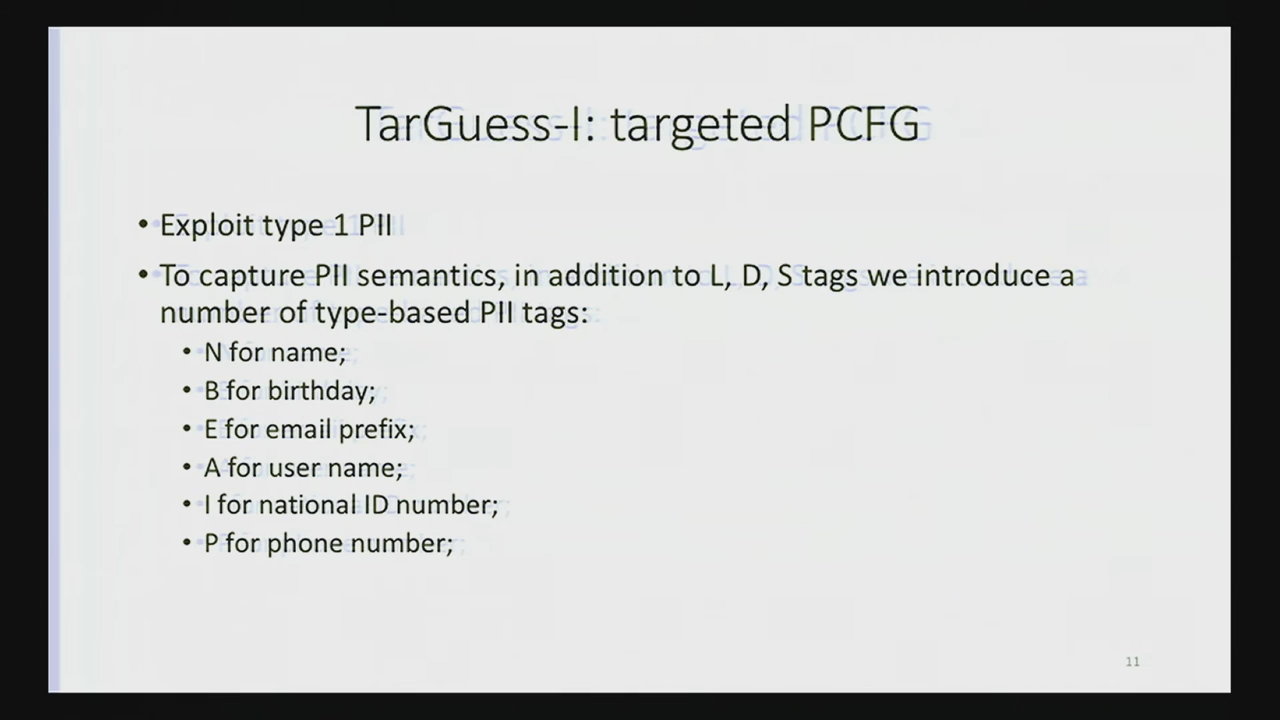 TarGuess-I: targeted PCFG
• Exploit type 1 PII
• To capture PII semantics, in addition to L, D, S tags we introduce a
number of type-based PII tags:
• N for name;
• B for birthday;
• E for email prefix;
• A for user name;
• I for national ID number;
• P for phone number;
11